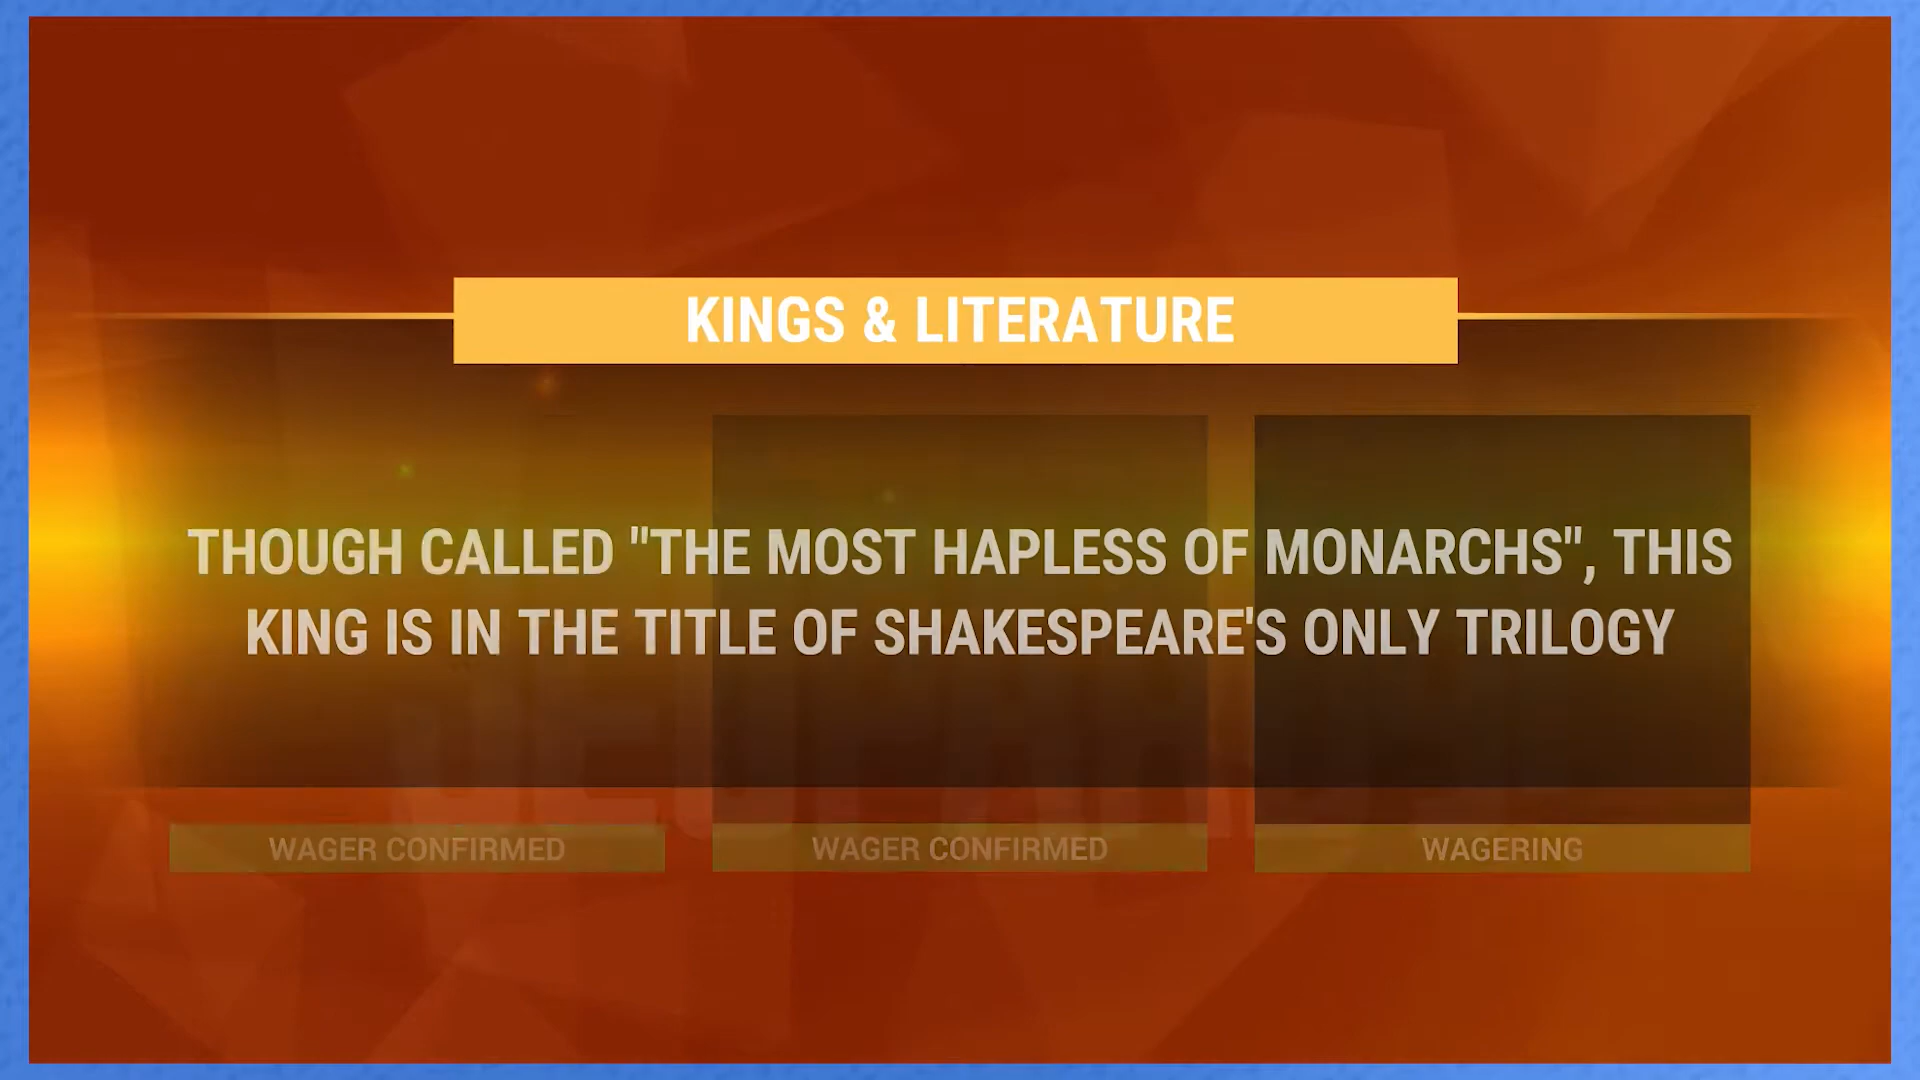 KINGS & LITERATURE
THOUGH CALLED "THE MOST HAPLESS OF MONARCHS", THIS
KING IS IN THE TITLE OF SHAKESPEARE'S ONLY TRILOGY
JEOPARDY
WAGER CONFIRMED
WAGER CONFIRMED
WAGERING